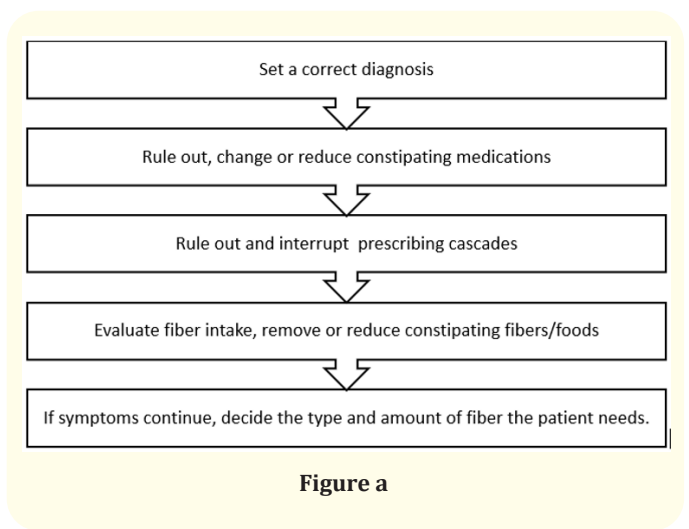 Set a correct diagnosis
Rule out, change or reduce constipating medications
Rule out and interrupt prescribing cascades
Evaluate fiber intake, remove or reduce constipating fibers/foods
If symptoms continue, decide the type and amount of fiber the patient needs.
Figure a